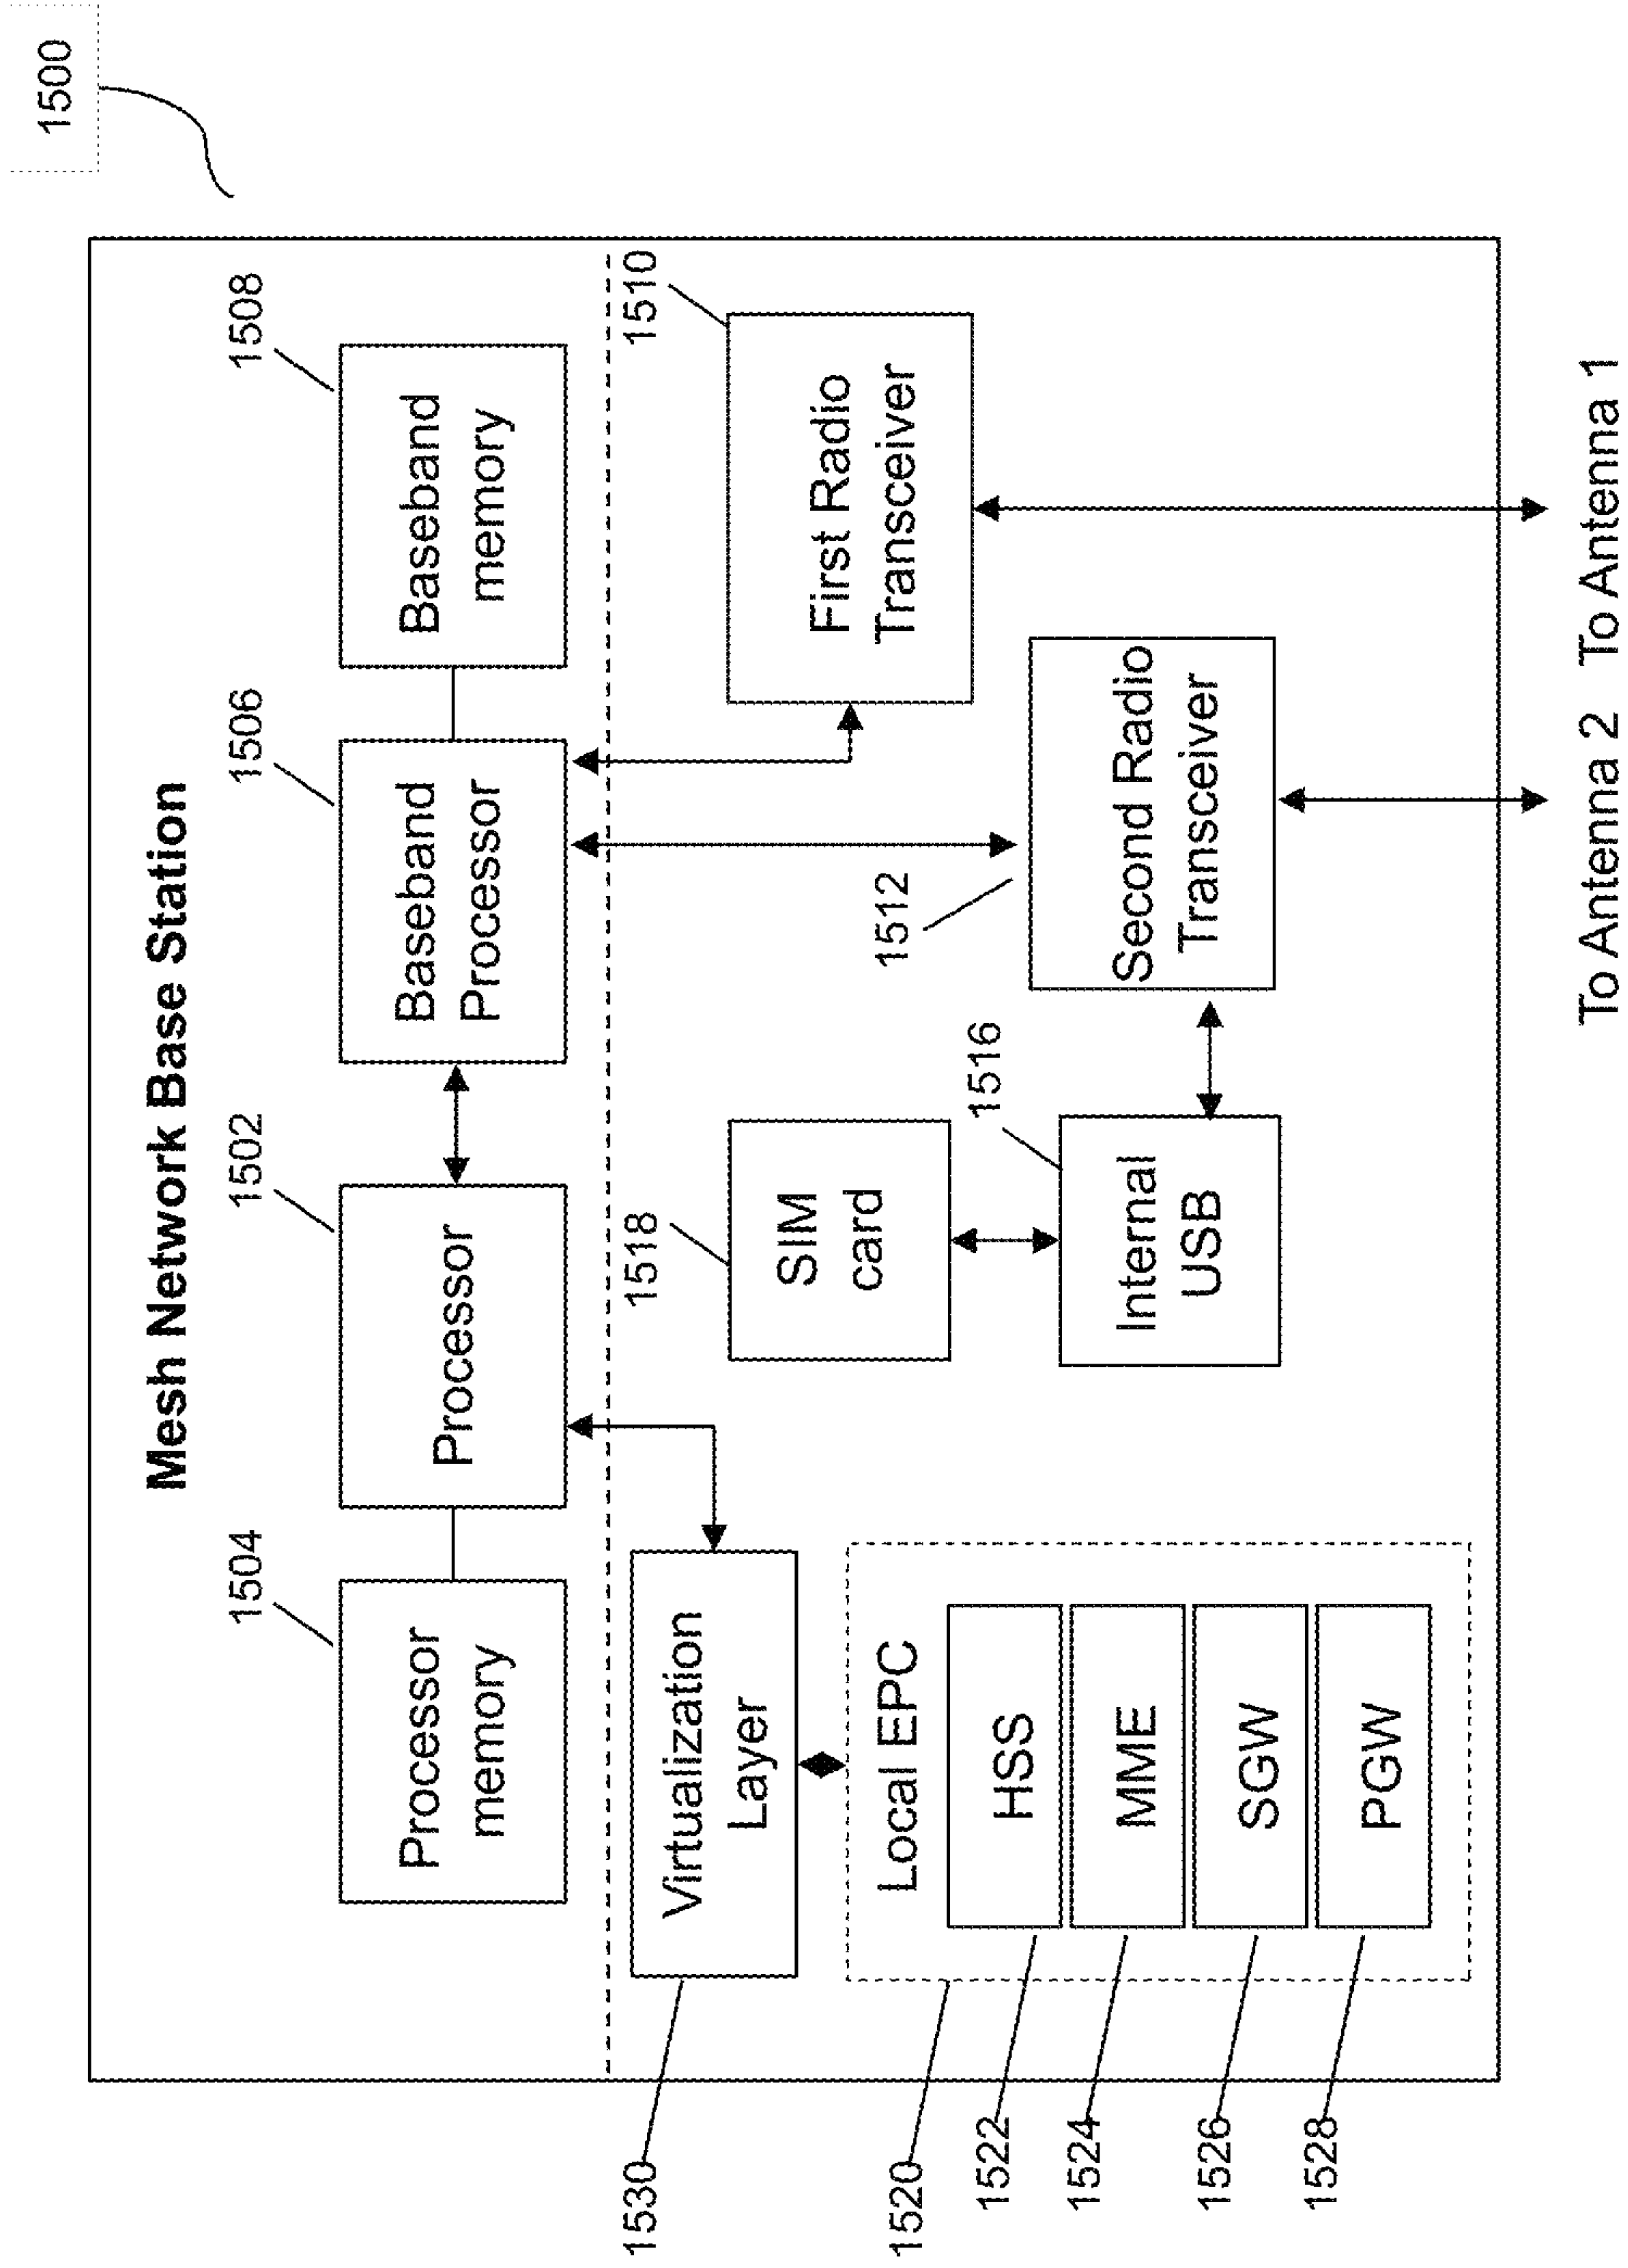 1500
Mesh Network Base Station
1504
1502
1506
1508
Processor
memory
Processor
Baseband
Processor
Baseband
memory
1530
1518
1510
Virtualization
Layer
SIM
card
First Radio
Transceiver
1512
1520
Local EPC
1516
1522
HSS
1524
MME
Internal
USB
Second Radio
Transceiver
1526
SGW
1528
PGW
To Antenna 2
To Antenna 1